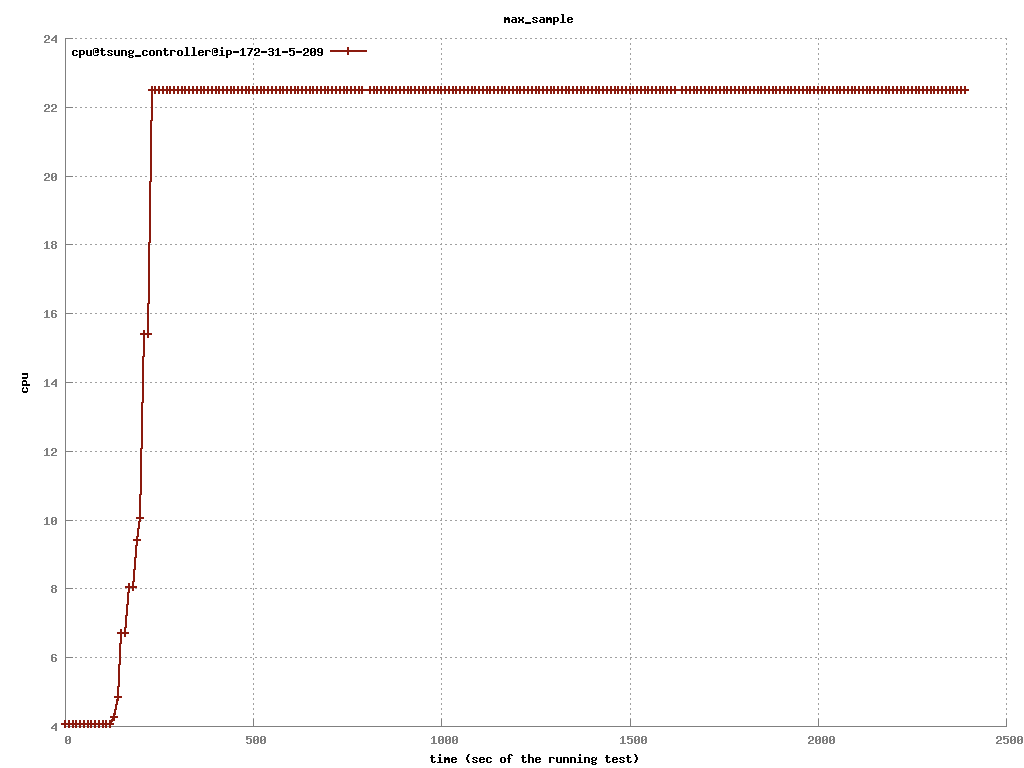 max_sample
cpu@tsung_controller@ip-172-31-5-209
24
22
20
18
16
14
12
10
8
6
4
cpu
0 500 1000 1500 2000 2500
time (sec of the running test)